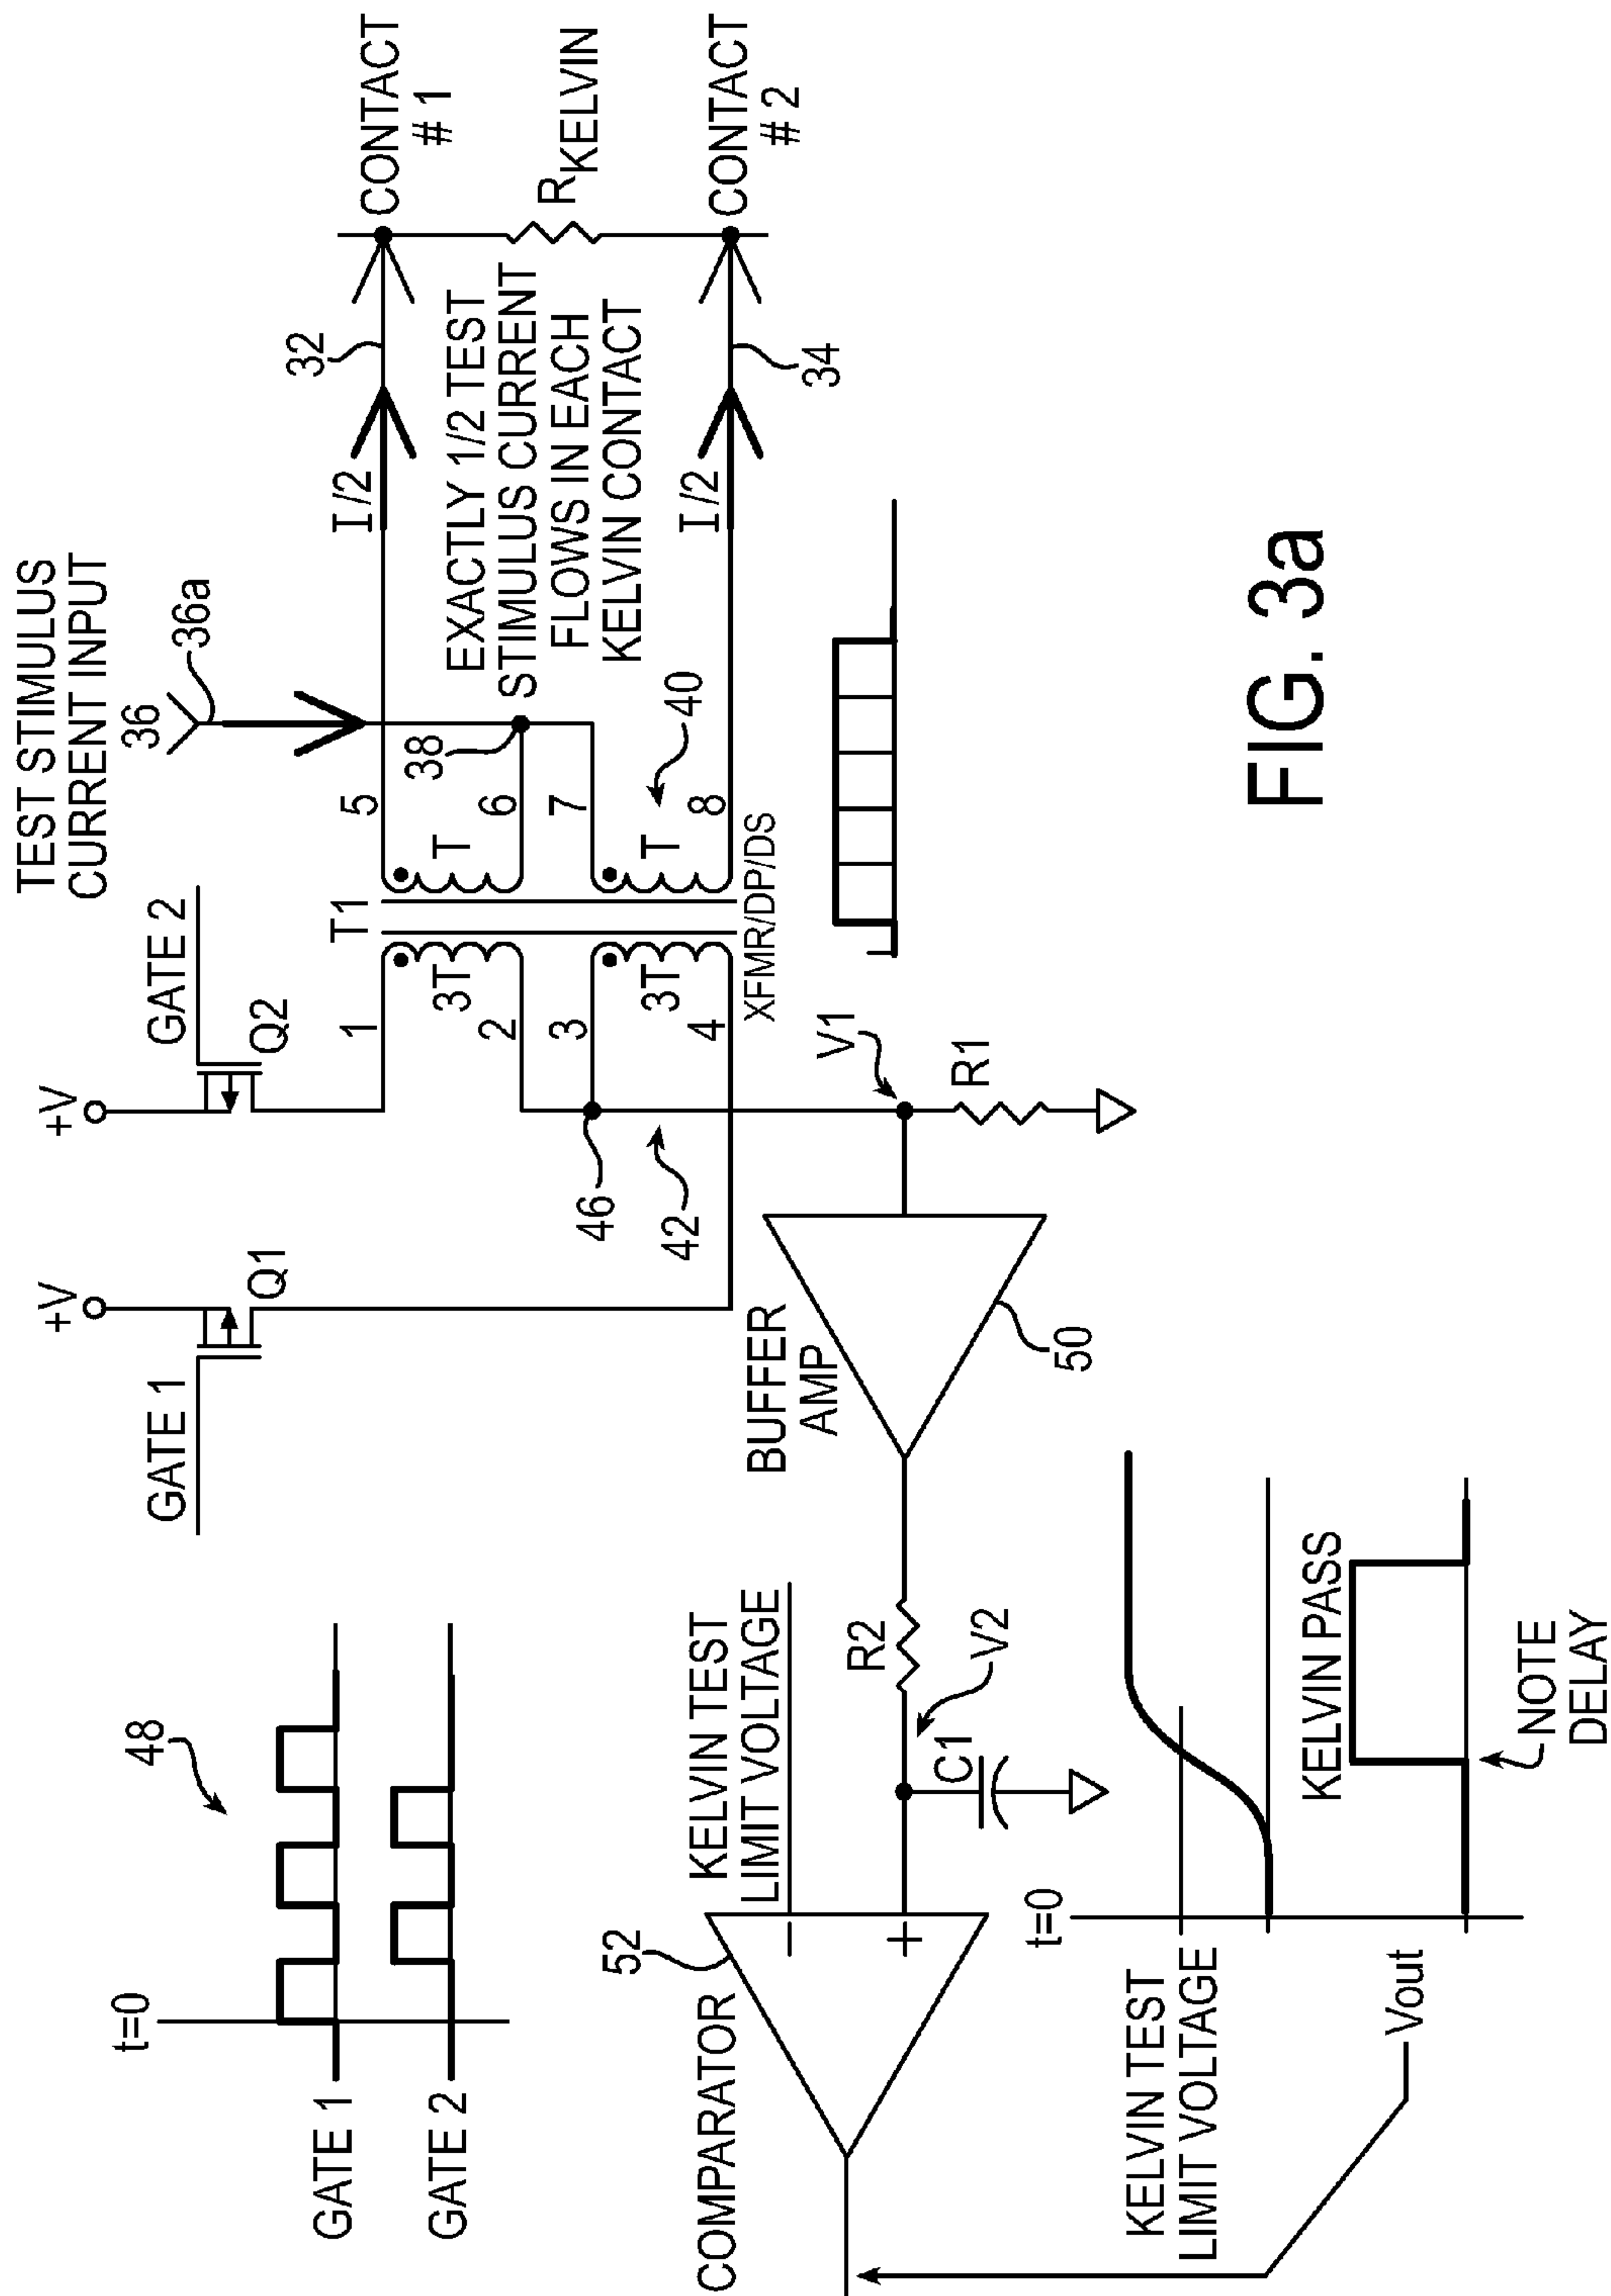 t=0
48
GATE 1
GATE 2
+V
GATE 1
Q1
+V
GATE 2
Q2
TEST STIMULUS
CURRENT INPUT
36
36a
T1
1
2
3
4
3T
3T
T
T
5
6
7
8
38
40
XFMR/DP/DS
46
42
I/2
32
CONTACT
# 1
EXACTLY 1/2 TEST
STIMULUS CURRENT
FLOWS IN EACH
KELVIN CONTACT
RKELVIN
I/2
34
CONTACT
# 2
COMPARATOR
52
KELVIN TEST
LIMIT VOLTAGE
−
+
R2
V2
C1
BUFFER
AMP
50
V1
R1
t=0
KELVIN TEST
LIMIT VOLTAGE
KELVIN PASS
NOTE
DELAY
Vout
FIG. 3a